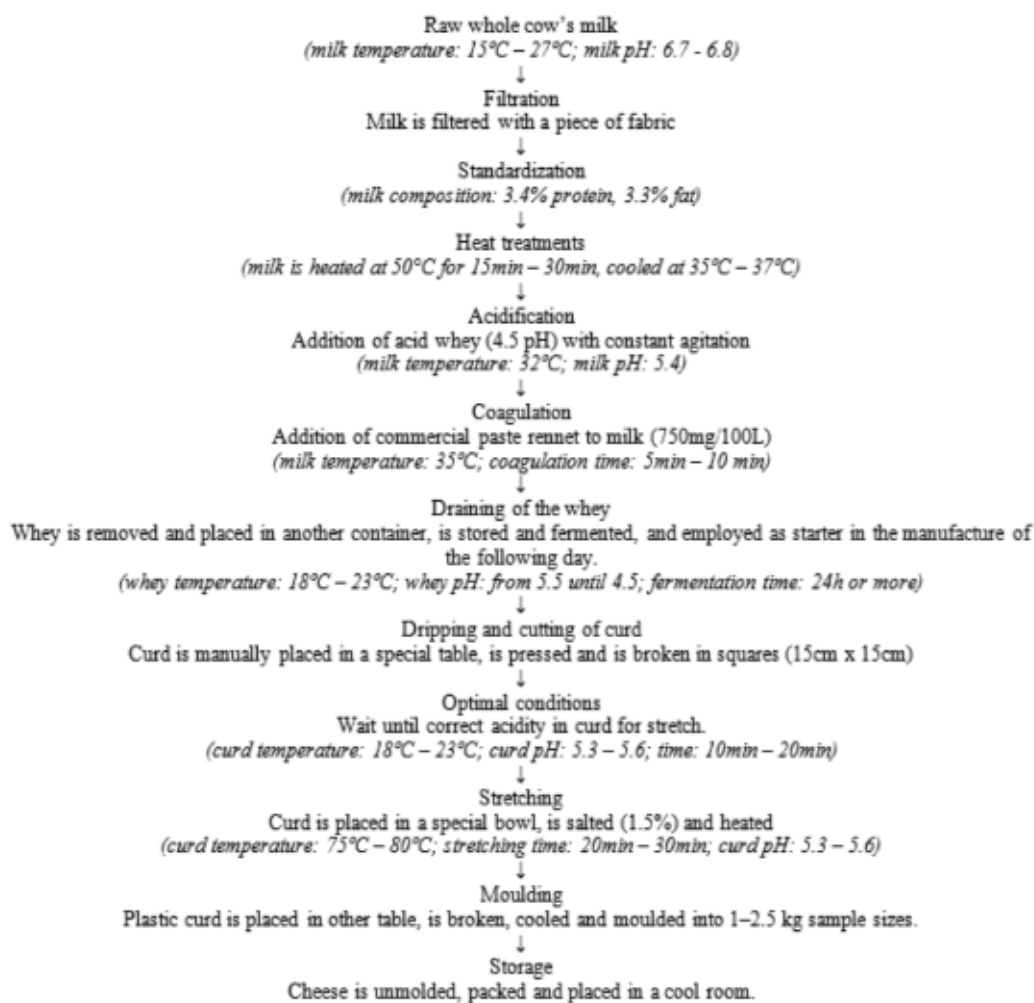 Raw whole cow's milk
(milk temperature: 15°C – 27°C; milk pH: 6.7 - 6.8)
↓
Filtration
Milk is filtered with a piece of fabric
↓
Standardization
(milk composition: 3.4% protein, 3.3% fat)
↓
Heat treatments
(milk is heated at 50°C for 15min – 30min, cooled at 35°C – 37°C)
↓
Acidification
Addition of acid whey (4.5 pH) with constant agitation
(milk temperature: 32°C; milk pH: 5.4)
↓
Coagulation
Addition of commercial paste rennet to milk (750mg/100L)
(milk temperature: 35°C; coagulation time: 5min – 10 min)
↓
Draining of the whey
Whey is removed and placed in another container, is stored and fermented, and employed as starter in the manufacture of
the following day.
(whey temperature: 18°C – 23°C; whey pH: from 5.5 until 4.5; fermentation time: 24h or more)
↓
Dripping and cutting of curd
Curd is manually placed in a special table, is pressed and is broken in squares (15cm x 15cm)
↓
Optimal conditions
Wait until correct acidity in curd for stretch.
(curd temperature: 18°C – 23°C; curd pH: 5.3 – 5.6; time: 10min – 20min)
↓
Stretching
Curd is placed in a special bowl, is salted (1.5%) and heated
(curd temperature: 75°C – 80°C; stretching time: 20min – 30min; curd pH: 5.3 – 5.6)
↓
Moulding
Plastic curd is placed in other table, is broken, cooled and moulded into 1–2.5 kg sample sizes.
↓
Storage
Cheese is unmolded, packed and placed in a cool room.